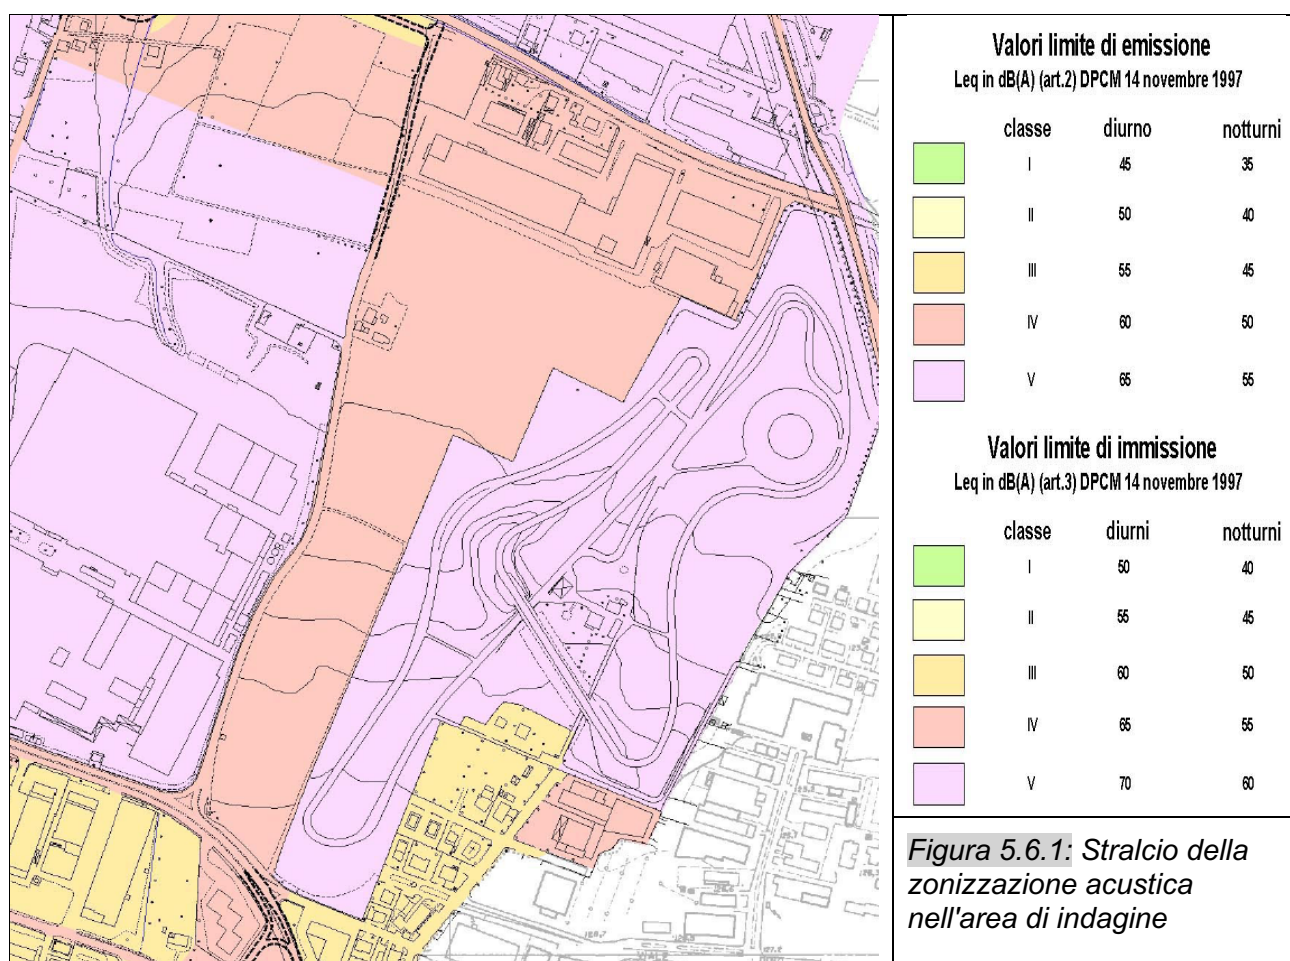 Valori limite di emissione
Leq in dB(A) (art.2) DPCM 14 novembre 1997
classe diurno notturni
I 45 35
II 50 40
III 55 45
IV 60 50
V 65 55
Valori limite di immissione
Leq in dB(A) (art.3) DPCM 14 novembre 1997
classe diurni notturni
I 50 40
II 55 45
III 60 50
IV 65 55
V 70 60
Figura 5.6.1: Stralcio della
zonizzazione acustica
nell'area di indagine